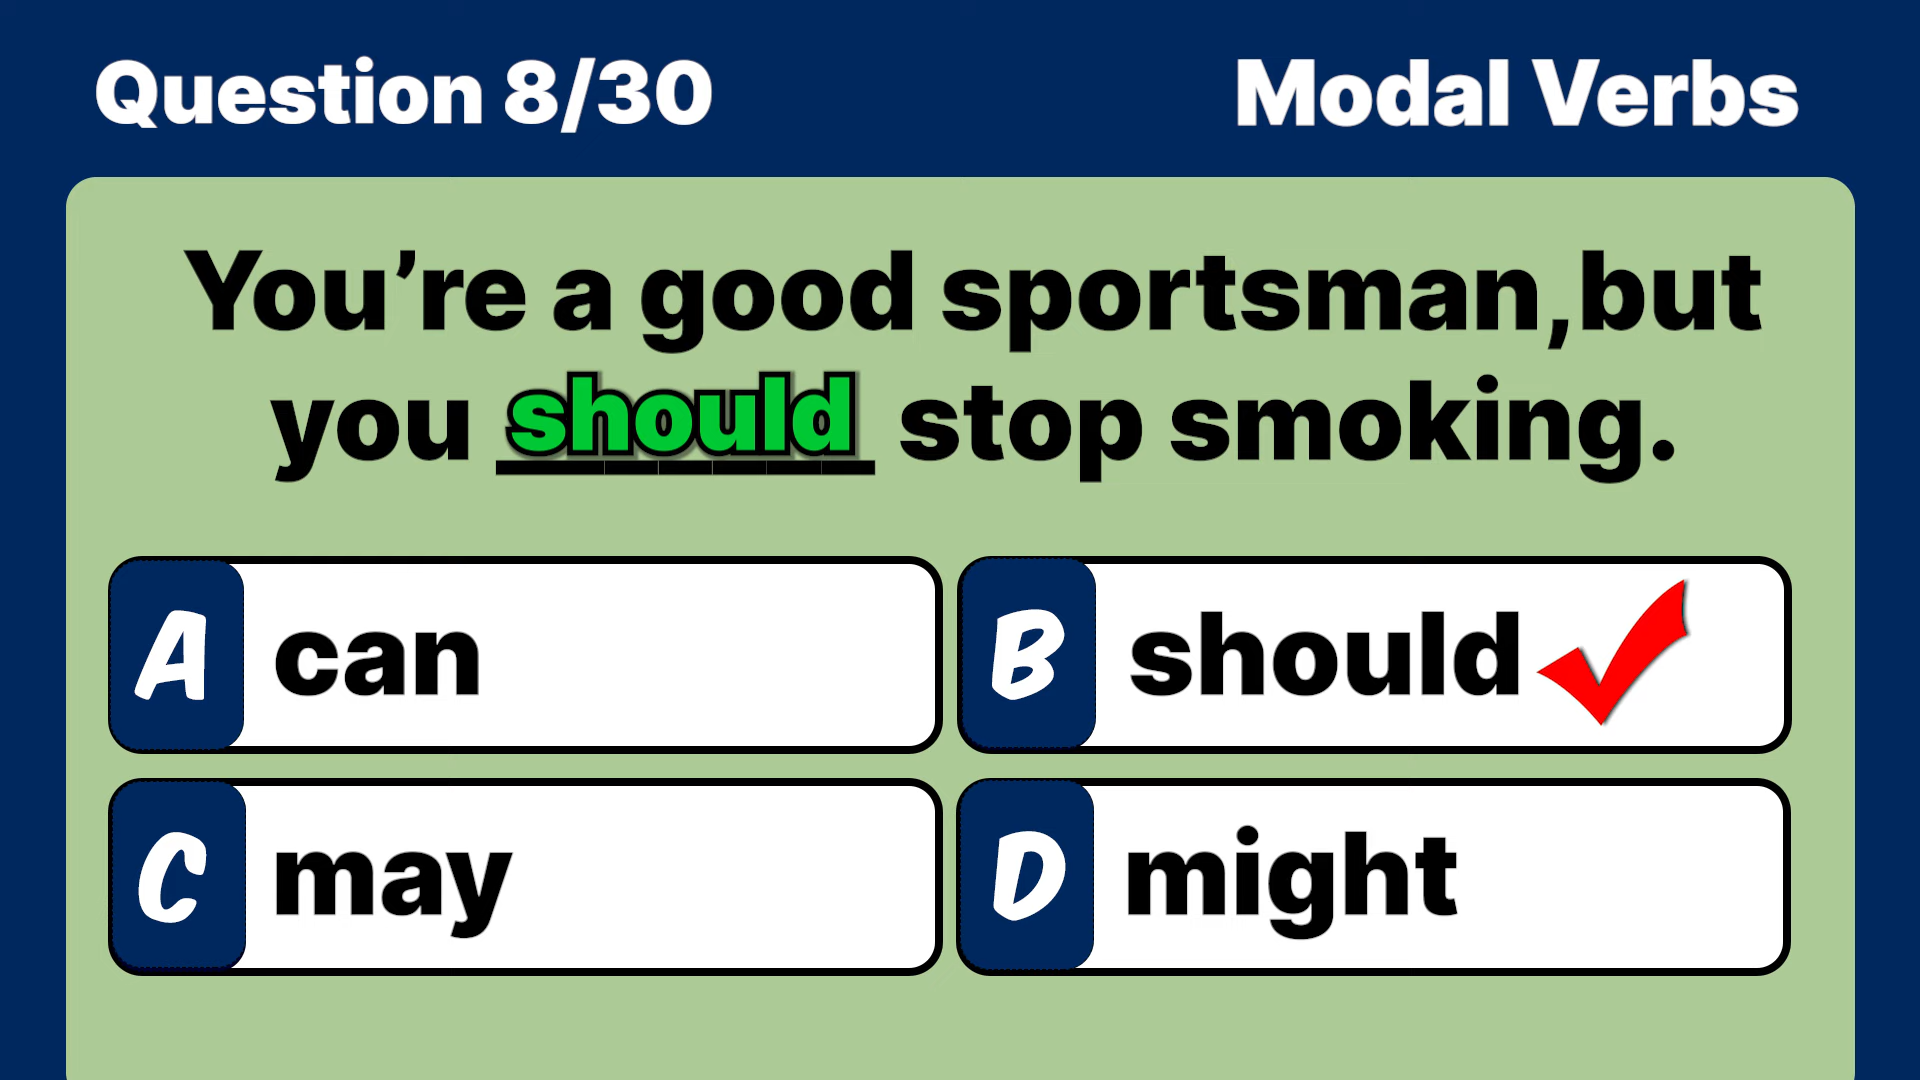 Question 8/30
Modal Verbs
You’re a good sportsman,but
you should stop smoking.
A can
B should
C may
D might